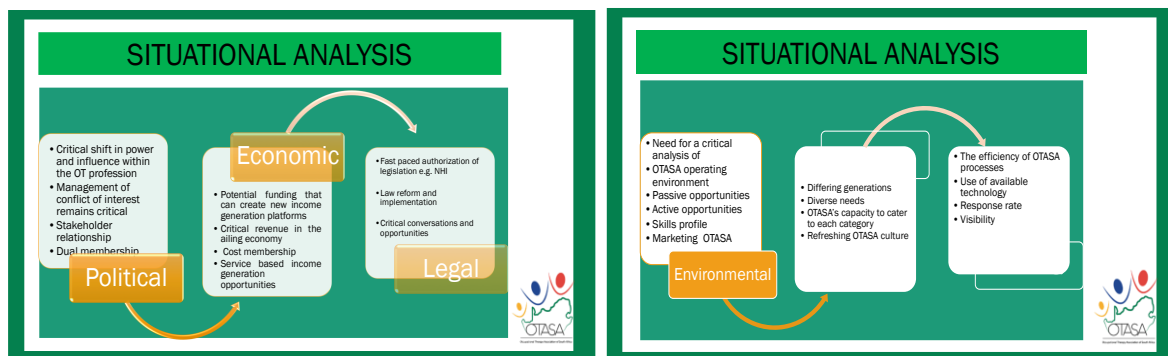 SITUATIONAL ANALYSIS
• Critical shift in power
and influence within
the OT profession
• Management of
conflict of interest
remains critical
• Stakeholder
relationship
• Dual membership
Political
Economic
• Potential funding that
can create new income
generation platforms
• Critical revenue in the
ailing economy
• Cost membership
• Service based income
generation
opportunities
• Fast paced authorization of
legislation e.g. NHI
• Law reform and
implementation
• Critical conversations and
opportunities
Legal
OTASA
SITUATIONAL ANALYSIS
• Need for a critical
analysis of
• OTASA operating
environment
• Passive opportunities
• Active opportunities
• Skills profile
• Marketing OTASA
Environmental
• Differing generations
• Diverse needs
• OTASA's capacity to cater
to each category
• Refreshing OTASA culture
• The efficiency of OTASA
processes
• Use of available
technology
• Response rate
• Visibility
OTASA